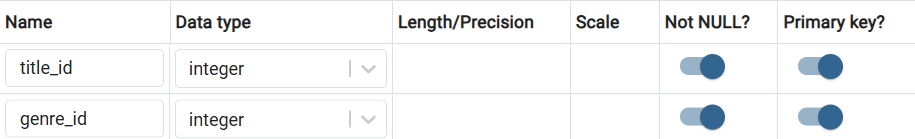 Name Data type Length/Precision Scale Not NULL? Primary key?
title_id integer
genre_id integer